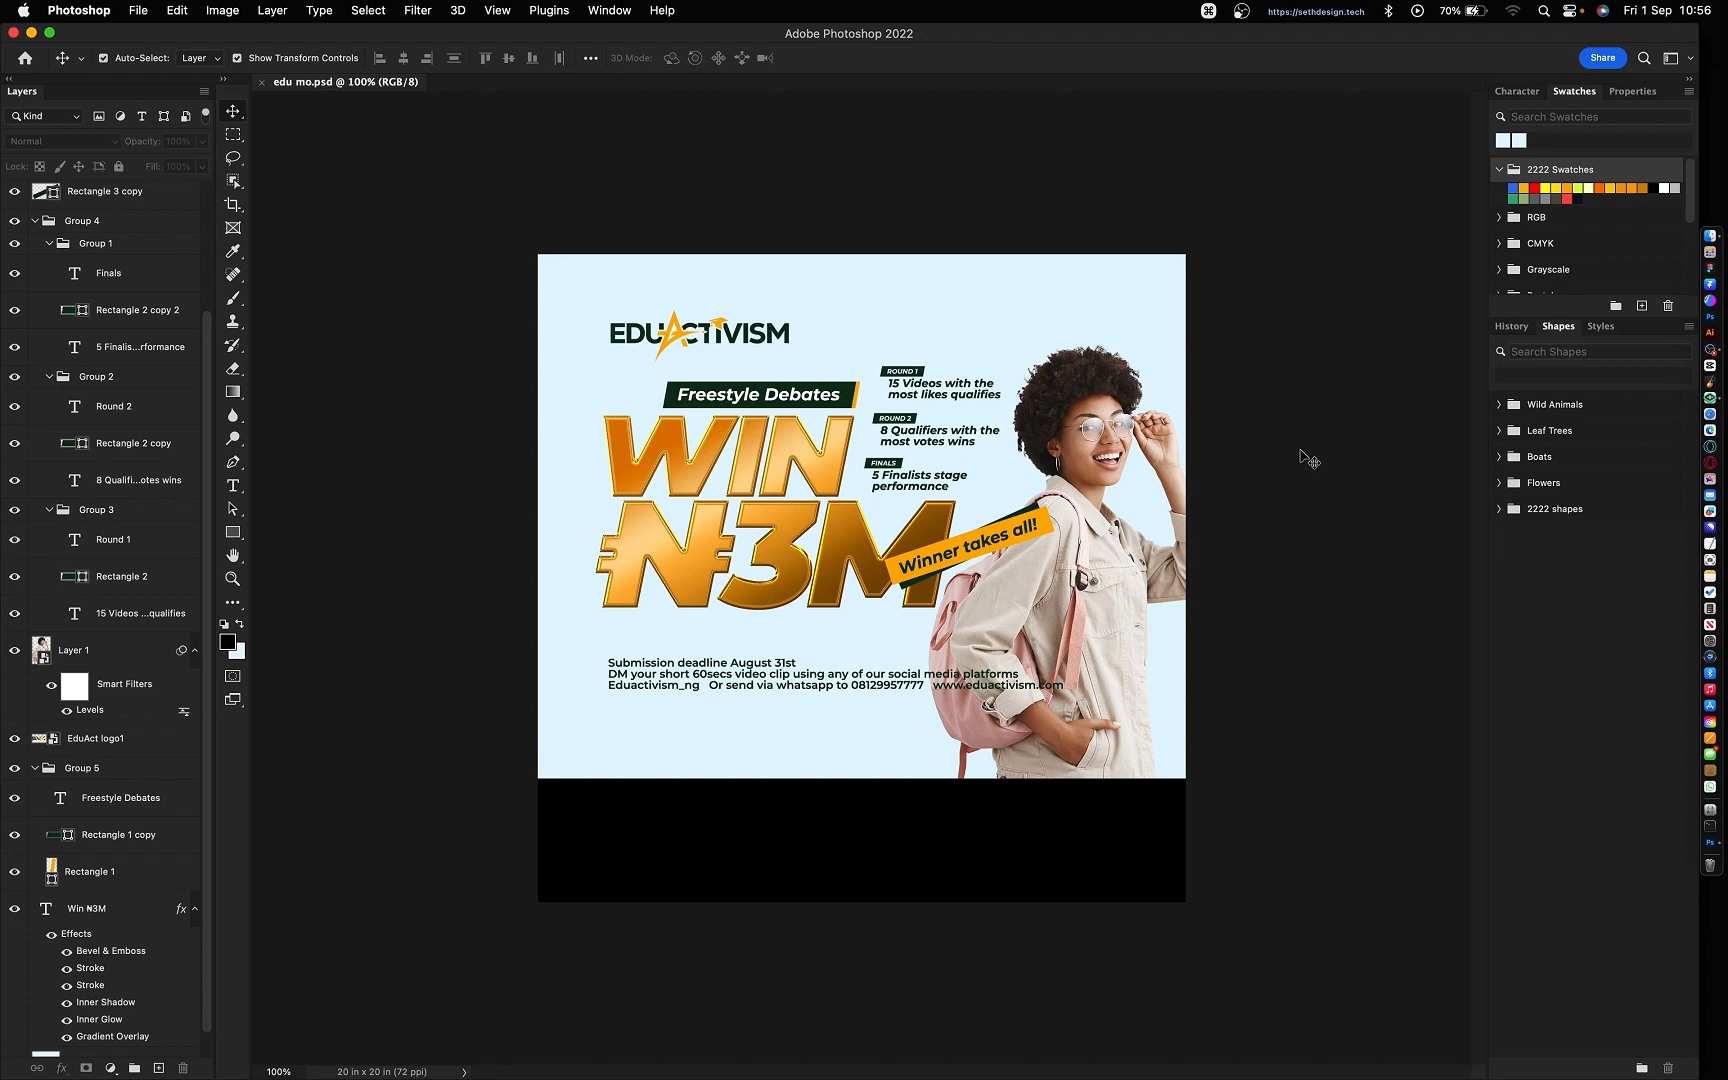 Photoshop File Edit Image Layer Type Select Filter 3D View Plugins Window Help https://sethdesign.tech 70% Fri 1 Sep 10:56
Adobe Photoshop 2022
Auto-Select: Layer Show Transform Controls 3D Mode: Share
Layers
edu mo.psd @ 100% (RGB/8)
Kind
Normal Opacity: 100%
Lock: Fill: 100%
Rectangle 3 copy
Group 4
Group 1
Finals
Rectangle 2 copy 2
5 Finalis...rformance
Group 2
Round 2
Rectangle 2 copy
8 Qualifi...otes wins
Group 3
Round 1
Rectangle 2
15 Videos ...qualifies
Layer 1
Smart Filters
Levels
EduAct logo1
Group 5
Freestyle Debates
Rectangle 1 copy
Rectangle 1
Win ₦3M fx
Effects
Bevel & Emboss
Stroke
Stroke
Inner Shadow
Inner Glow
Gradient Overlay
fx
EDUACTIVISM
Freestyle Debates
WIN
₦3M
ROUND 1
15 Videos with the
most likes qualifies
ROUND 2
8 Qualifiers with the
most votes wins
FINALS
5 Finalists stage
performance
Winner takes all!
Submission deadline August 31st
DM your short 60secs video clip using any of our social media platforms
Eduactivism_ng Or send via whatsapp to 08129957777 www.eduactivism.com
100% 20 in x 20 in (72 ppi)
Character Swatches Properties
Search Swatches
2222 Swatches
RGB
CMYK
Grayscale
History Shapes Styles
Search Shapes
Wild Animals
Leaf Trees
Boats
Flowers
2222 shapes